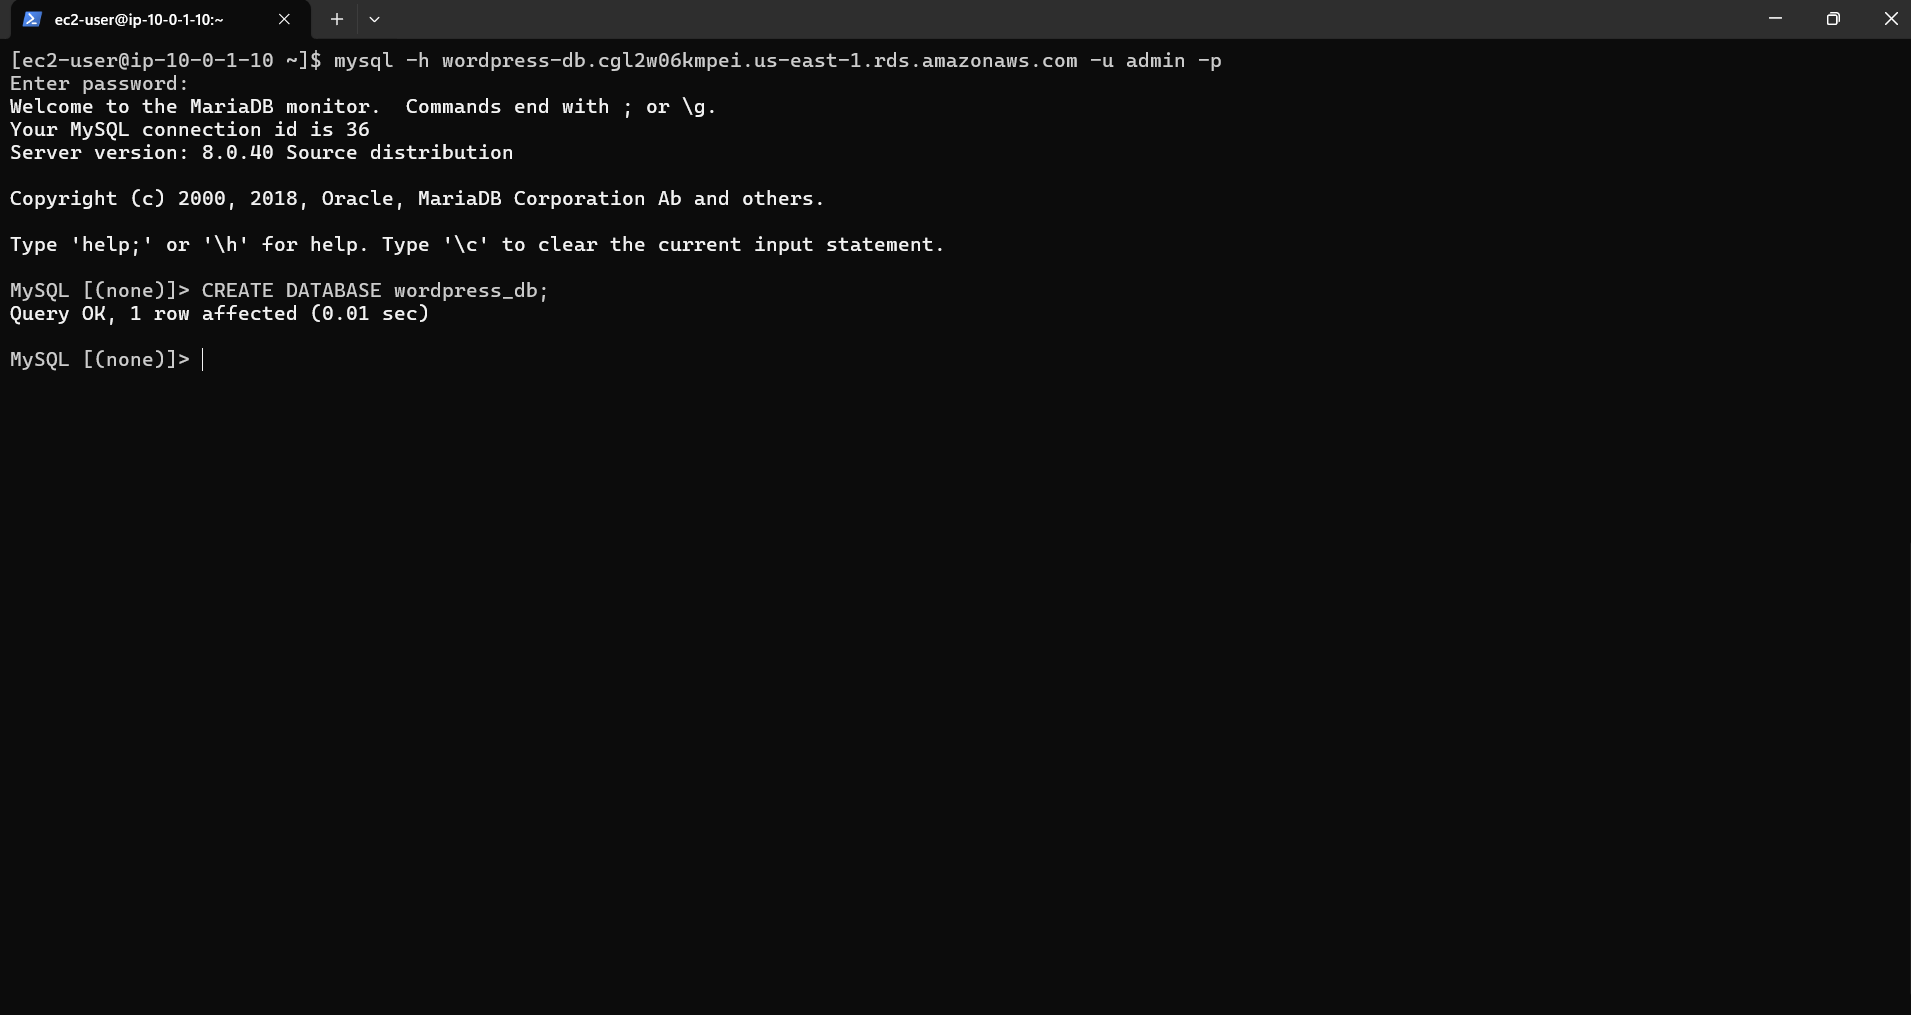 ec2-user@ip-10-0-1-10:~
[ec2-user@ip-10-0-1-10 ~]$ mysql -h wordpress-db.cgl2w06kmpei.us-east-1.rds.amazonaws.com -u admin -p
Enter password:
Welcome to the MariaDB monitor.  Commands end with ; or \g.
Your MySQL connection id is 36
Server version: 8.0.40 Source distribution
Copyright (c) 2000, 2018, Oracle, MariaDB Corporation Ab and others.
Type 'help;' or '\h' for help. Type '\c' to clear the current input statement.
MySQL [(none)]> CREATE DATABASE wordpress_db;
Query OK, 1 row affected (0.01 sec)
MySQL [(none)]>